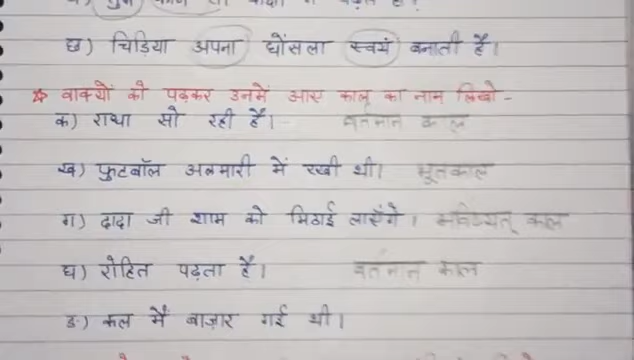 छ) चिड़िया अपना घोंसला स्वयं बनाती है।
वाक्यों को पढ़कर उनमें आए काल का नाम लिखो -
क) राधा सो रही है। वर्तमान काल
ख) फुटबॉल अलमारी में रखी थी। भूतकाल
ग) दादा जी शाम को मिठाई लाएँगे। भविष्यत् काल
घ) रोहित पढ़ता है। वर्तमान काल
ङ) कल मैं बाज़ार गई थी।